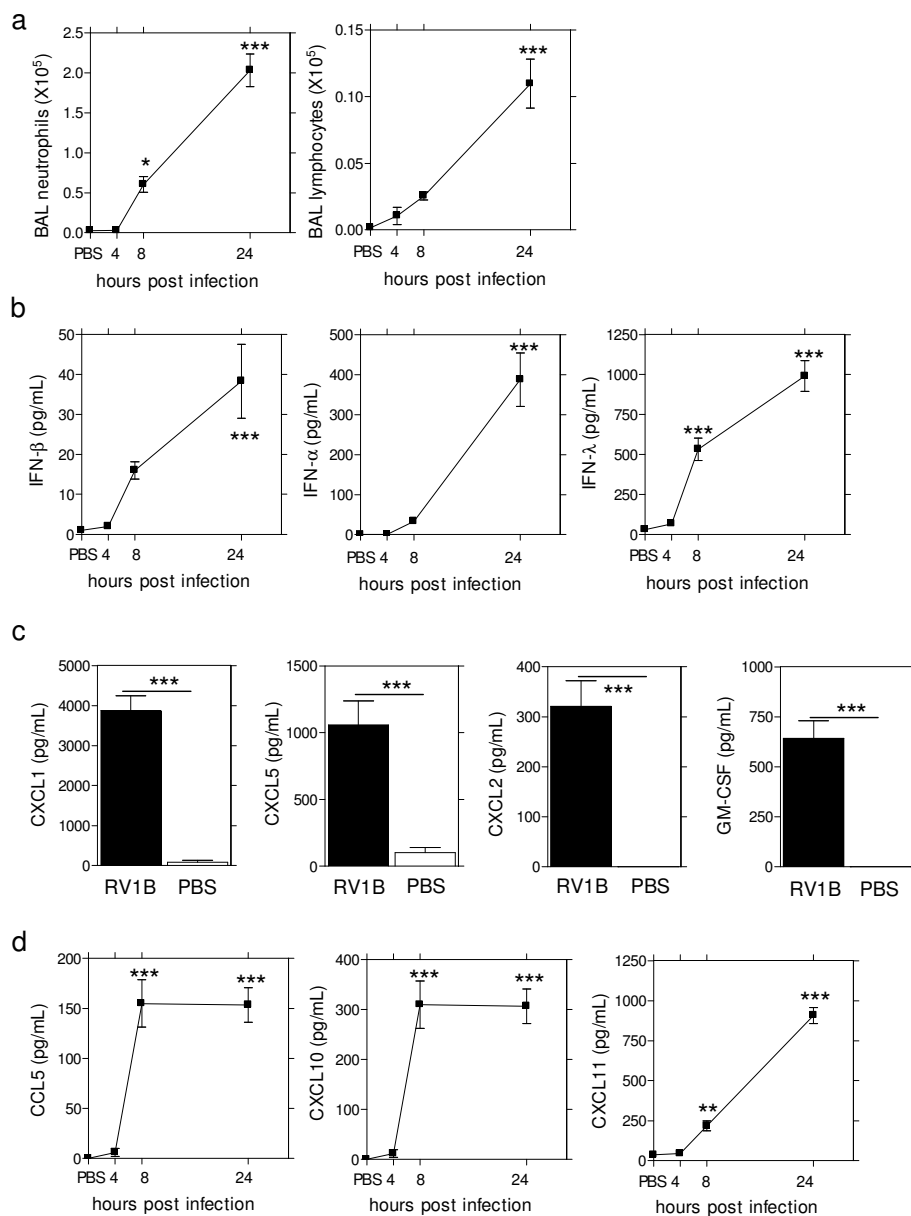 a
BAL neutrophils (X10⁵)
2.5
2.0
1.5
1.0
0.5
0.0
*
***
PBS 4 8 24
hours post infection
BAL lymphocytes (X10⁵)
0.15
0.10
0.05
0.00
***
PBS 4 8 24
hours post infection
b
IFN-β (pg/mL)
50
40
30
20
10
0
***
PBS 4 8 24
hours post infection
IFN-α (pg/mL)
500
400
300
200
100
0
***
PBS 4 8 24
hours post infection
IFN-λ (pg/mL)
1250
1000
750
500
250
0
***
***
PBS 4 8 24
hours post infection
c
CXCL1 (pg/mL)
5000
4000
3000
2000
1000
0
***
RV1B PBS
CXCL5 (pg/mL)
1500
1000
500
0
***
RV1B PBS
CXCL2 (pg/mL)
400
300
200
100
0
***
RV1B PBS
GM-CSF (pg/mL)
1000
750
500
250
0
***
RV1B PBS
d
CCL5 (pg/mL)
200
150
100
50
0
***
***
PBS 4 8 24
hours post infection
CXCL10 (pg/mL)
400
300
200
100
0
***
***
PBS 4 8 24
hours post infection
CXCL11 (pg/mL)
1250
1000
750
500
250
0
**
***
PBS 4 8 24
hours post infection